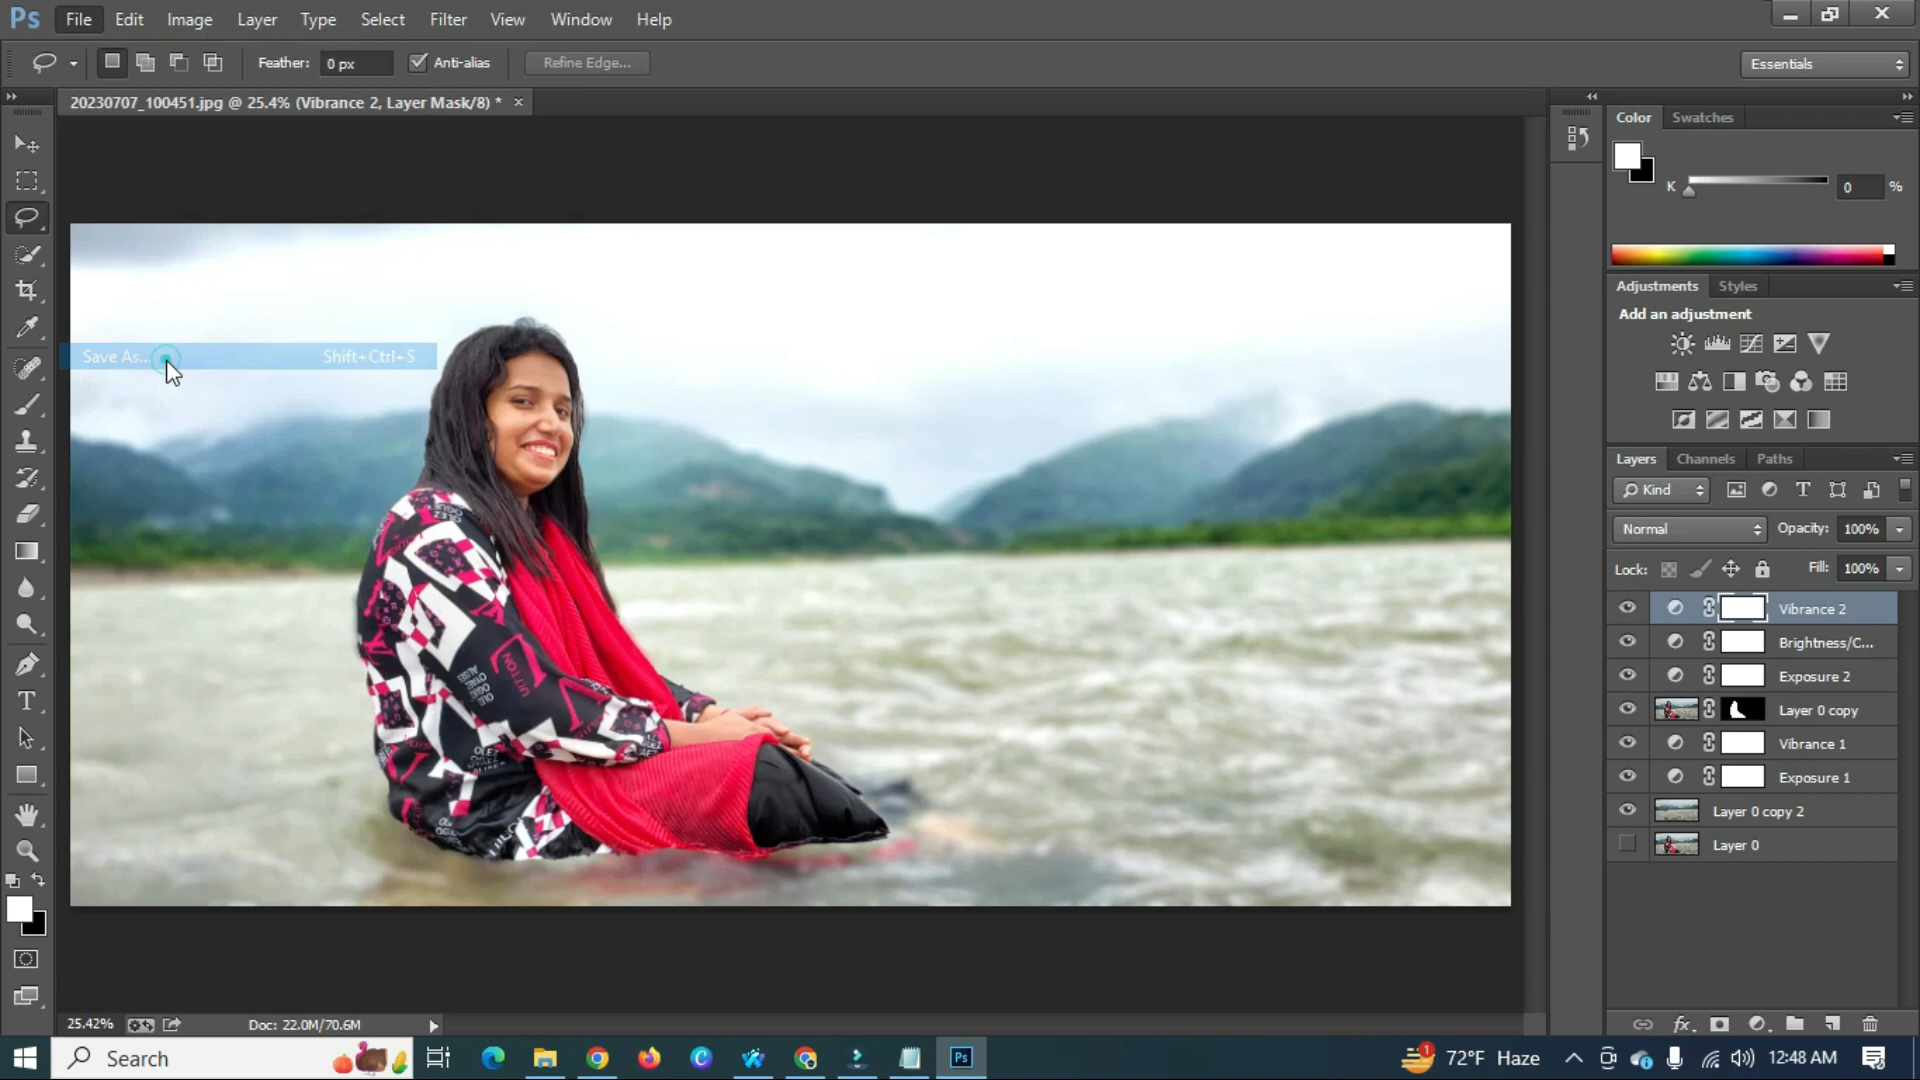 Ps File Edit Image Layer Type Select Filter View Window Help
Feather: 0 px Anti-alias Refine Edge... Essentials
20230707_100451.jpg @ 25.4% (Vibrance 2, Layer Mask/8) * ×
Color Swatches
K 0 %
Adjustments Styles
Add an adjustment
Save As... Shift+Ctrl+S
Layers Channels Paths
Kind
Normal Opacity: 100%
Lock: Fill: 100%
Vibrance 2
Brightness/C...
Exposure 2
Layer 0 copy
Vibrance 1
Exposure 1
Layer 0 copy 2
Layer 0
25.42% Doc: 22.0M/70.6M
Search Ps 1 72°F Haze 12:48 AM